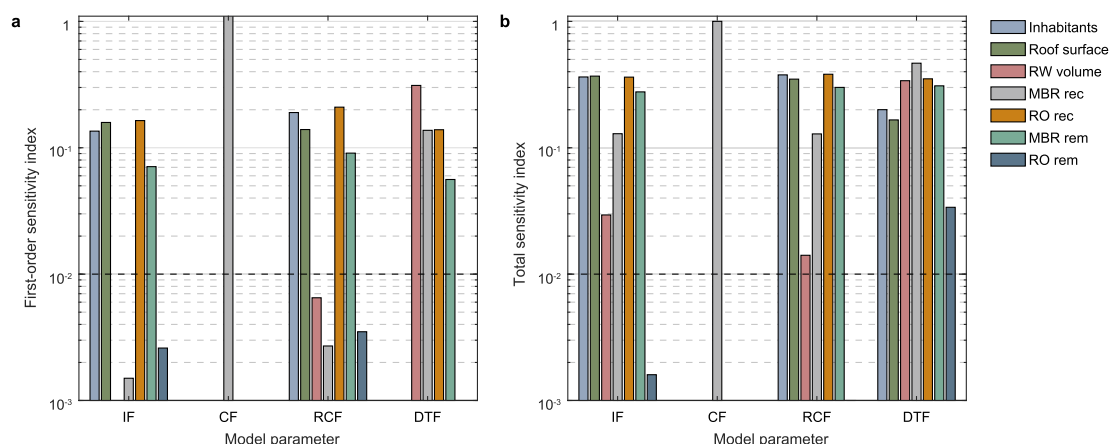 a
First-order sensitivity index
1
10-1
10-2
10-3
IF CF RCF DTF
Model parameter
b
Total sensitivity index
1
10-1
10-2
10-3
IF CF RCF DTF
Model parameter
Inhabitants
Roof surface
RW volume
MBR rec
RO rec
MBR rem
RO rem